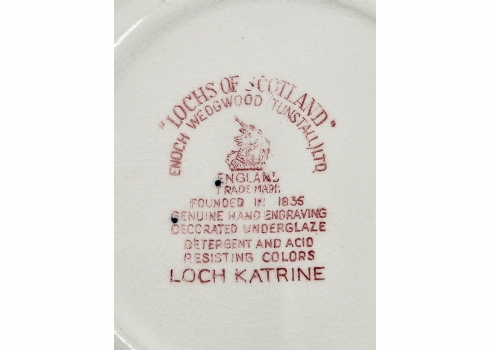 "LOCHS OF SCOTLAND"
ENOCH WEDGWOOD (TUNSTALL) LTD.
ENGLAND
TRADE MARK
FOUNDED IN 1835
GENUINE HAND ENGRAVING
DECORATED UNDERGLAZE
DETERGENT AND ACID
RESISTING COLORS
LOCH KATRINE